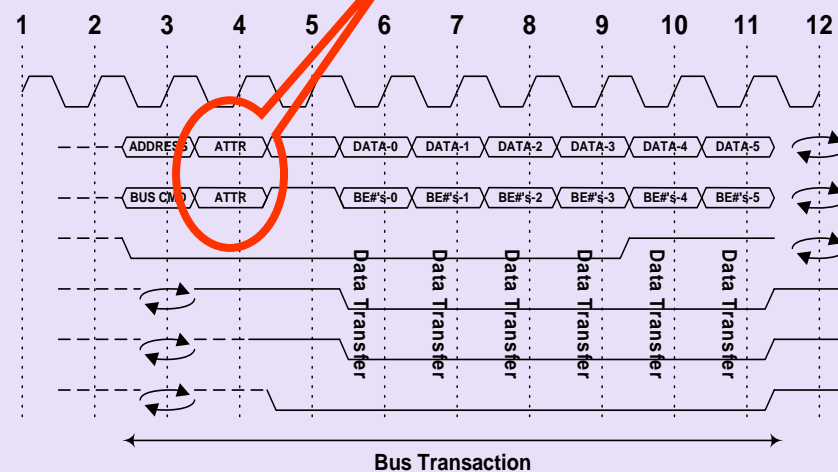 1 2 3 4 5 6 7 8 9 10 11 12
ADDRESS ATTR DATA-0 DATA-1 DATA-2 DATA-3 DATA-4 DATA-5
BUS CMD ATTR BE#'s-0 BE#'s-1 BE#'s-2 BE#'s-3 BE#'s-4 BE#'s-5
Data Transfer
Data Transfer
Data Transfer
Data Transfer
Data Transfer
Data Transfer
Bus Transaction